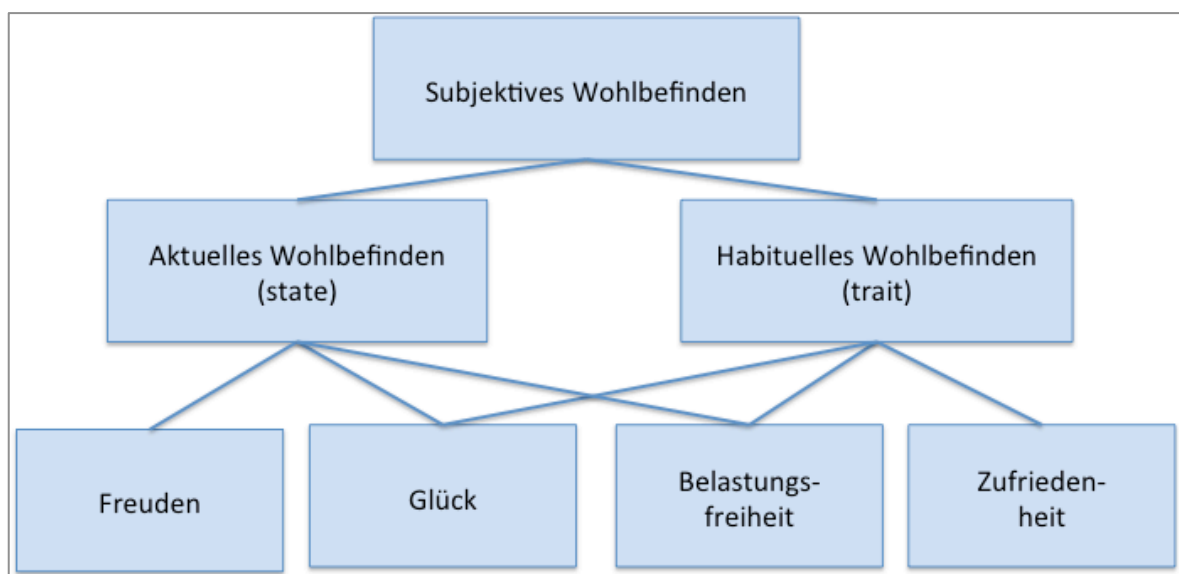 Subjektives Wohlbefinden
Aktuelles Wohlbefinden
(state)
Habituelles Wohlbefinden
(trait)
Freuden
Glück
Belastungs-
freiheit
Zufrieden-
heit